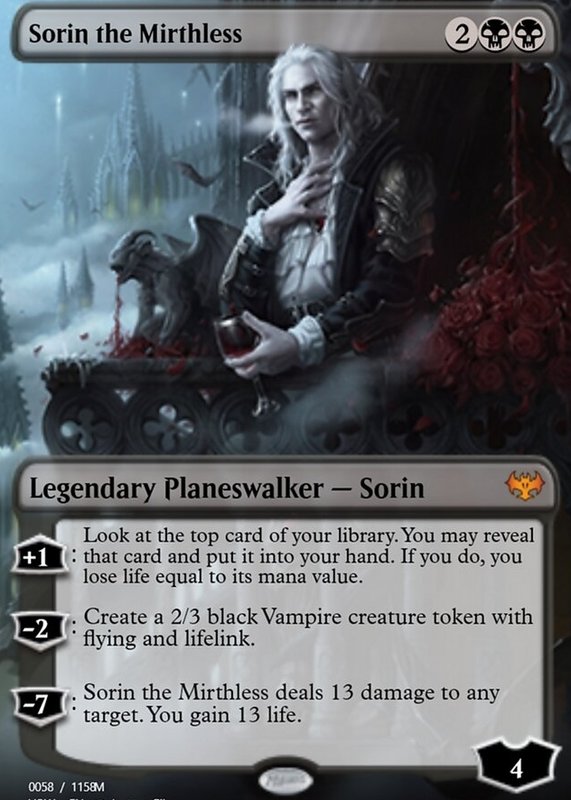 Sorin the Mirthless 2
Legendary Planeswalker — Sorin
+1: Look at the top card of your library. You may reveal
that card and put it into your hand. If you do, you
lose life equal to its mana value.
-2: Create a 2/3 black Vampire creature token with
flying and lifelink.
-7: Sorin the Mirthless deals 13 damage to any
target. You gain 13 life.
4
0058 / 1158M